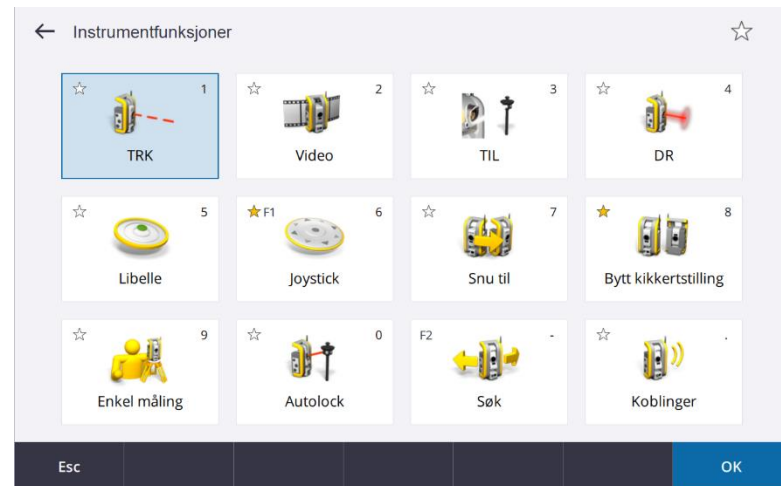 Instrumentfunksjoner
1
TRK
2
Video
3
TIL
4
DR
5
Libelle
F1 6
Joystick
7
Snu til
8
Bytt kikkertstilling
9
Enkel måling
0
Autolock
F2 -
Søk
.
Koblinger
Esc OK